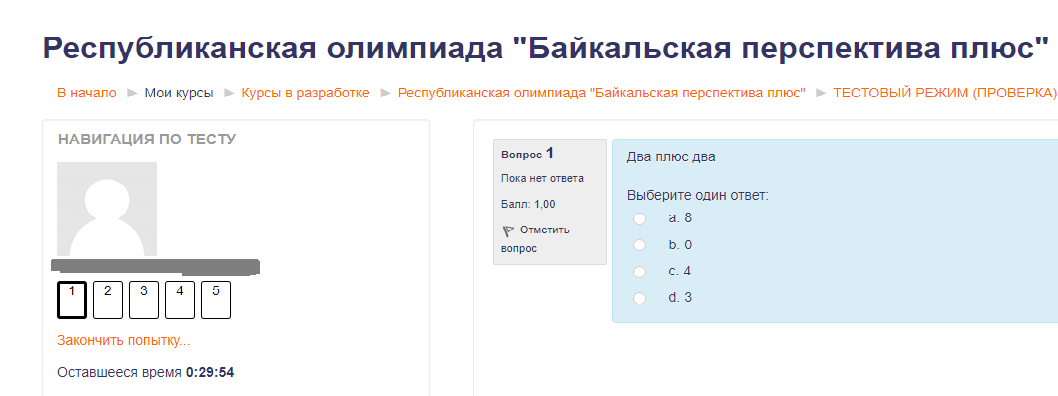 Республиканская олимпиада "Байкальская перспектива плюс"
В начало ► Мои курсы ► Курсы в разработке ► Республиканская олимпиада "Байкальская перспектива плюс" ► ТЕСТОВЫЙ РЕЖИМ (ПРОВЕРКА)
НАВИГАЦИЯ ПО ТЕСТУ
1 2 3 4 5
Закончить попытку...
Оставшееся время 0:29:54
Вопрос 1
Пока нет ответа
Балл: 1,00
Отметить
вопрос
Два плюс два
Выберите один ответ:
a. 8
b. 0
c. 4
d. 3